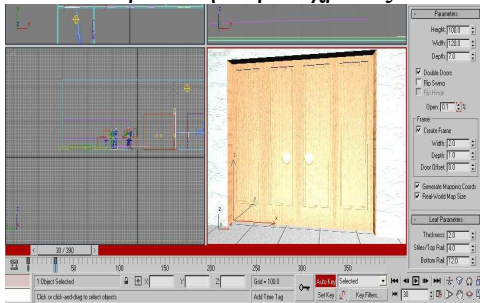 Parameters
Height: 100.0
Width: 120.0
Depth: 7.0
Double Doors
Flip Swing
Flip Hinge
Open: 0.1 %
Frame:
Create Frame
Width: 2.0
Depth: 1.0
Door Offset: 0.0
Generate Mapping Coords
Real-World Map Size
Leaf Parameters
Thickness: 2.0
Stiles/Top Rail: 4.0
Bottom Rail: 12.0
30 / 390
0 50 100 150 200 250 300 350
1 Object Selected X: Y: Z: Grid = 100.0 Auto Key Selected
Click or click-and-drag to select objects Add Time Tag Set Key Key Filters... 30